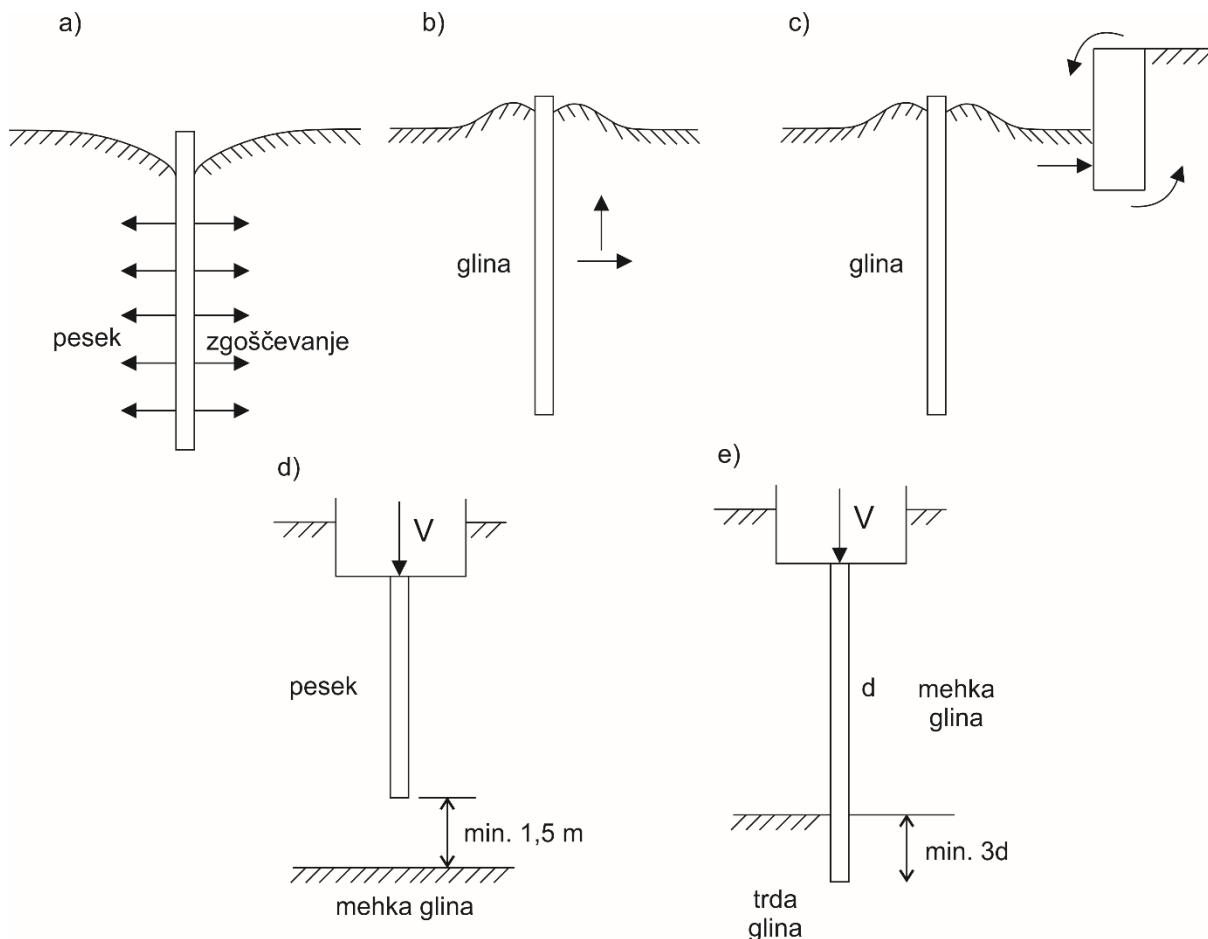 a)
b)
c)
pesek
zgoščevanje
glina
glina
d)
V
pesek
min. 1,5 m
mehka glina
e)
V
d
mehka
glina
min. 3d
trda
glina